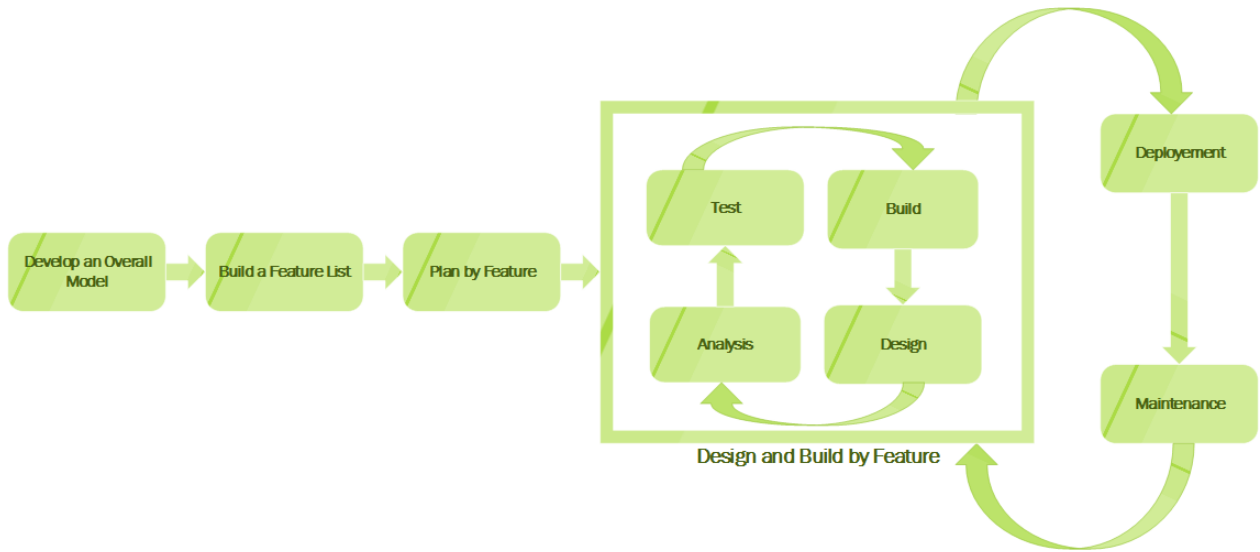 Develop an Overall
Model
Build a Feature List
Plan by Feature
Test
Build
Analysis
Design
Design and Build by Feature
Deployement
Maintenance